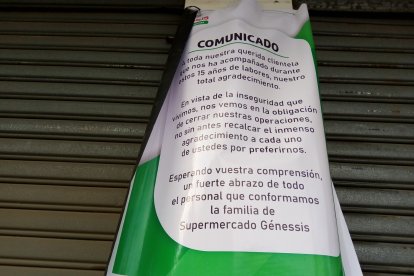 COMUNICADO
A toda nuestra querida clientela
que nos ha acompañado durante
estos 15 años de labores, nuestro
total agradecimiento.
En vista de la inseguridad que
vivimos, nos vemos en la obligación
de cerrar nuestras operaciones,
no sin antes recalcar el inmenso
agradecimiento a cada uno
de ustedes por preferirnos.
Esperando vuestra comprensión,
un fuerte abrazo de todo
el personal que conformamos
la familia de
Supermercado Génessis